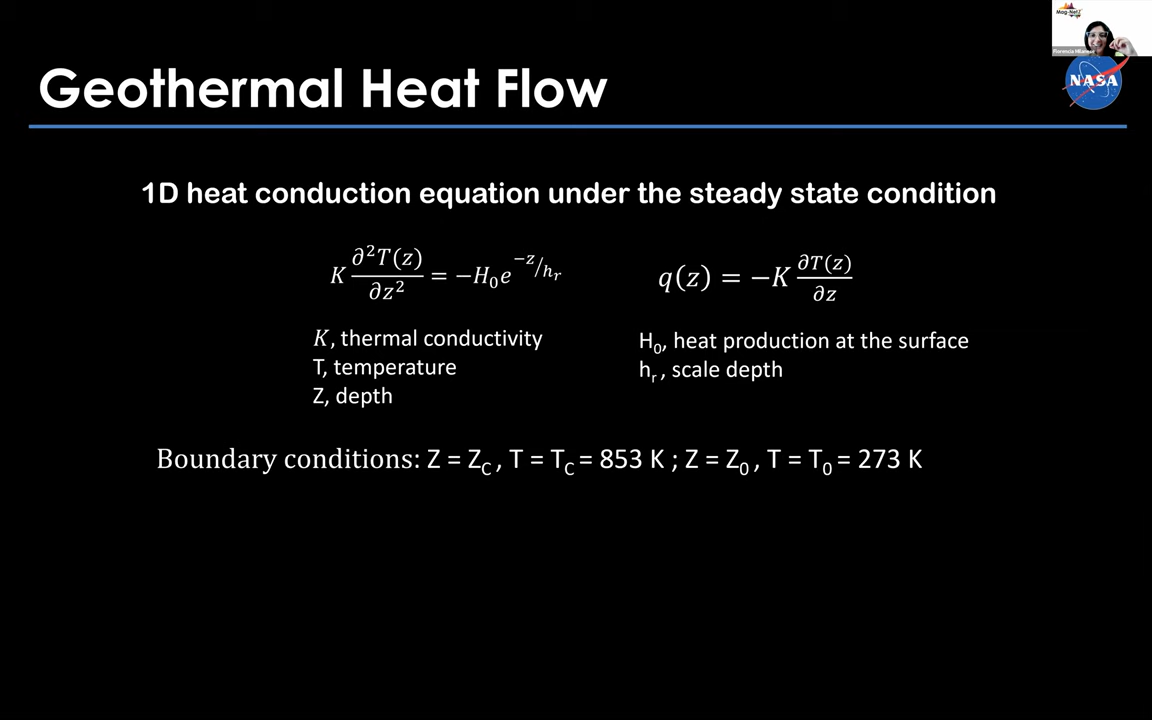 Mag-Net
Geothermal Heat Flow
NASA
1D heat conduction equation under the steady state condition
K ∂²T(z)/∂z² = −H₀e^(−z/hᵣ)
q(z) = −K ∂T(z)/∂z
K, thermal conductivity
T, temperature
Z, depth
H₀, heat production at the surface
hᵣ , scale depth
Boundary conditions: Z = Z_C , T = T_C = 853 K ; Z = Z₀ , T = T₀ = 273 K